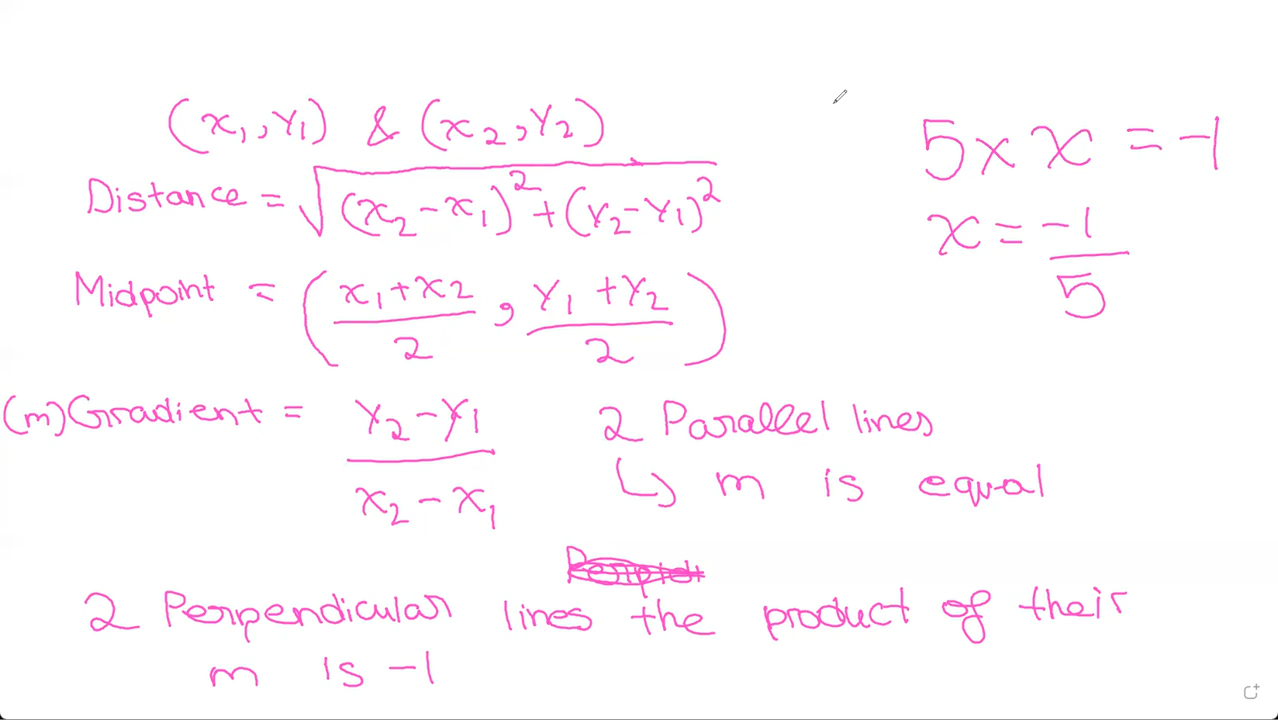 (x₁, Y₁) & (x₂, Y₂)
Distance = √((x₂ - x₁)² + (Y₂ - Y₁)²)
Midpoint = ((x₁ + x₂)/2 , (Y₁ + Y₂)/2)
(m) Gradient = (Y₂ - Y₁)/(x₂ - x₁)
2 Parallel lines
↳ m is equal
2 Perpendicular lines the product of their
m is -1
5 × x = -1
x = -1/5